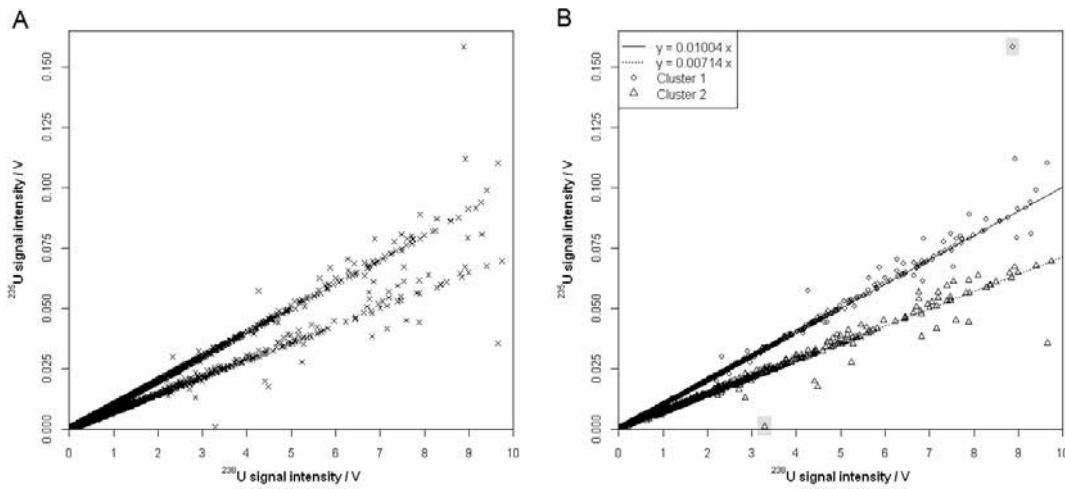 A
²³⁵U signal intensity / V
0.150
0.125
0.100
0.075
0.050
0.025
0.000
0 1 2 3 4 5 6 7 8 9 10
²³⁸U signal intensity / V
B
²³⁵U signal intensity / V
0.150
0.125
0.100
0.075
0.050
0.025
0.000
y = 0.01004 x
y = 0.00714 x
Cluster 1
Cluster 2
0 1 2 3 4 5 6 7 8 9 10
²³⁸U signal intensity / V